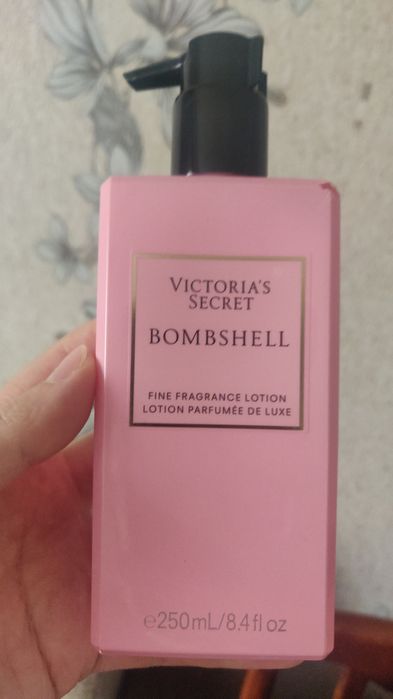 VICTORIA'S
SECRET
BOMBSHELL
FINE FRAGRANCE LOTION
LOTION PARFUMÉE DE LUXE
℮250mL/8.4fl oz